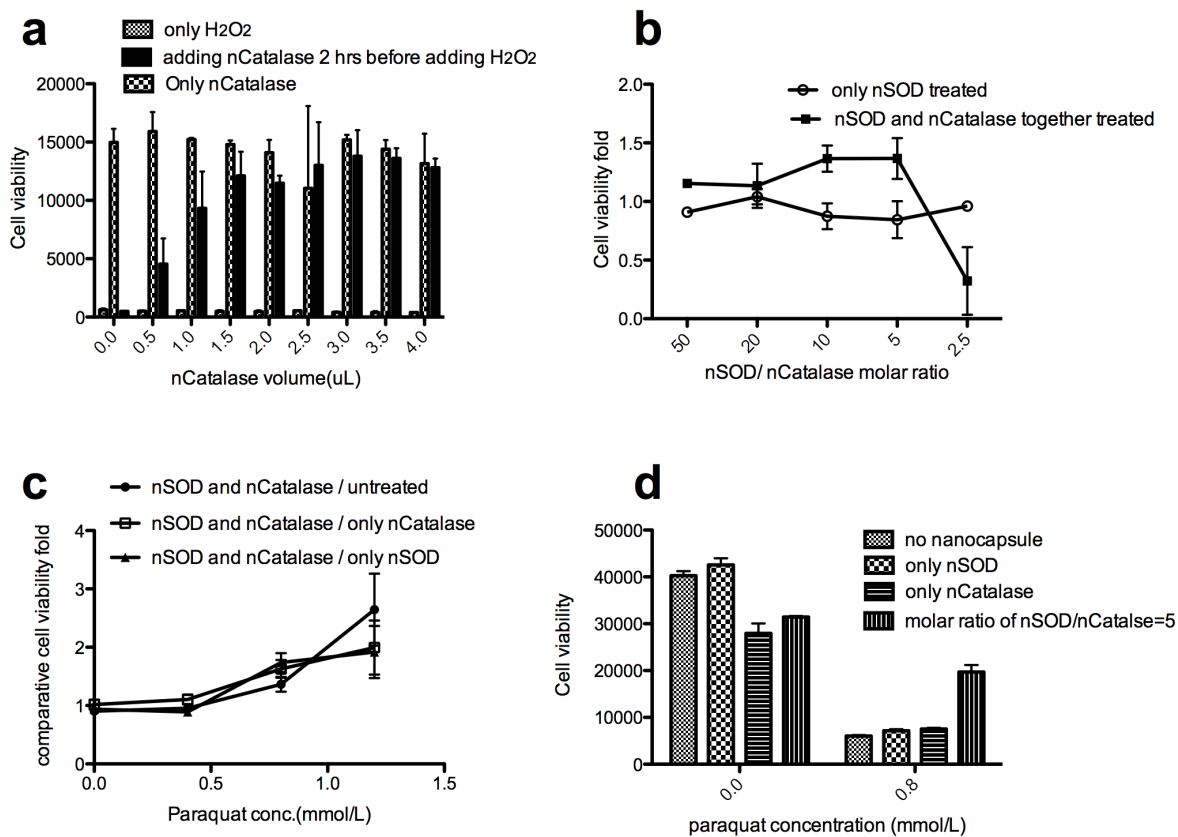 a
only H2O2
adding nCatalase 2 hrs before adding H2O2
Only nCatalase
20000
15000
10000
5000
0
Cell viability
0.0 0.5 1.0 1.5 2.0 2.5 3.0 3.5 4.0
nCatalase volume(uL)
b
only nSOD treated
nSOD and nCatalase together treated
2.0
1.5
1.0
0.5
0.0
Cell viability fold
50 20 10 5 2.5
nSOD/ nCatalase molar ratio
c
nSOD and nCatalase / untreated
nSOD and nCatalase / only nCatalase
nSOD and nCatalase / only nSOD
4
3
2
1
0
comparative cell viability fold
0.0 0.5 1.0 1.5
Paraquat conc.(mmol/L)
d
no nanocapsule
only nSOD
only nCatalase
molar ratio of nSOD/nCatalse=5
50000
40000
30000
20000
10000
0
Cell viability
0.0 0.8
paraquat concentration (mmol/L)